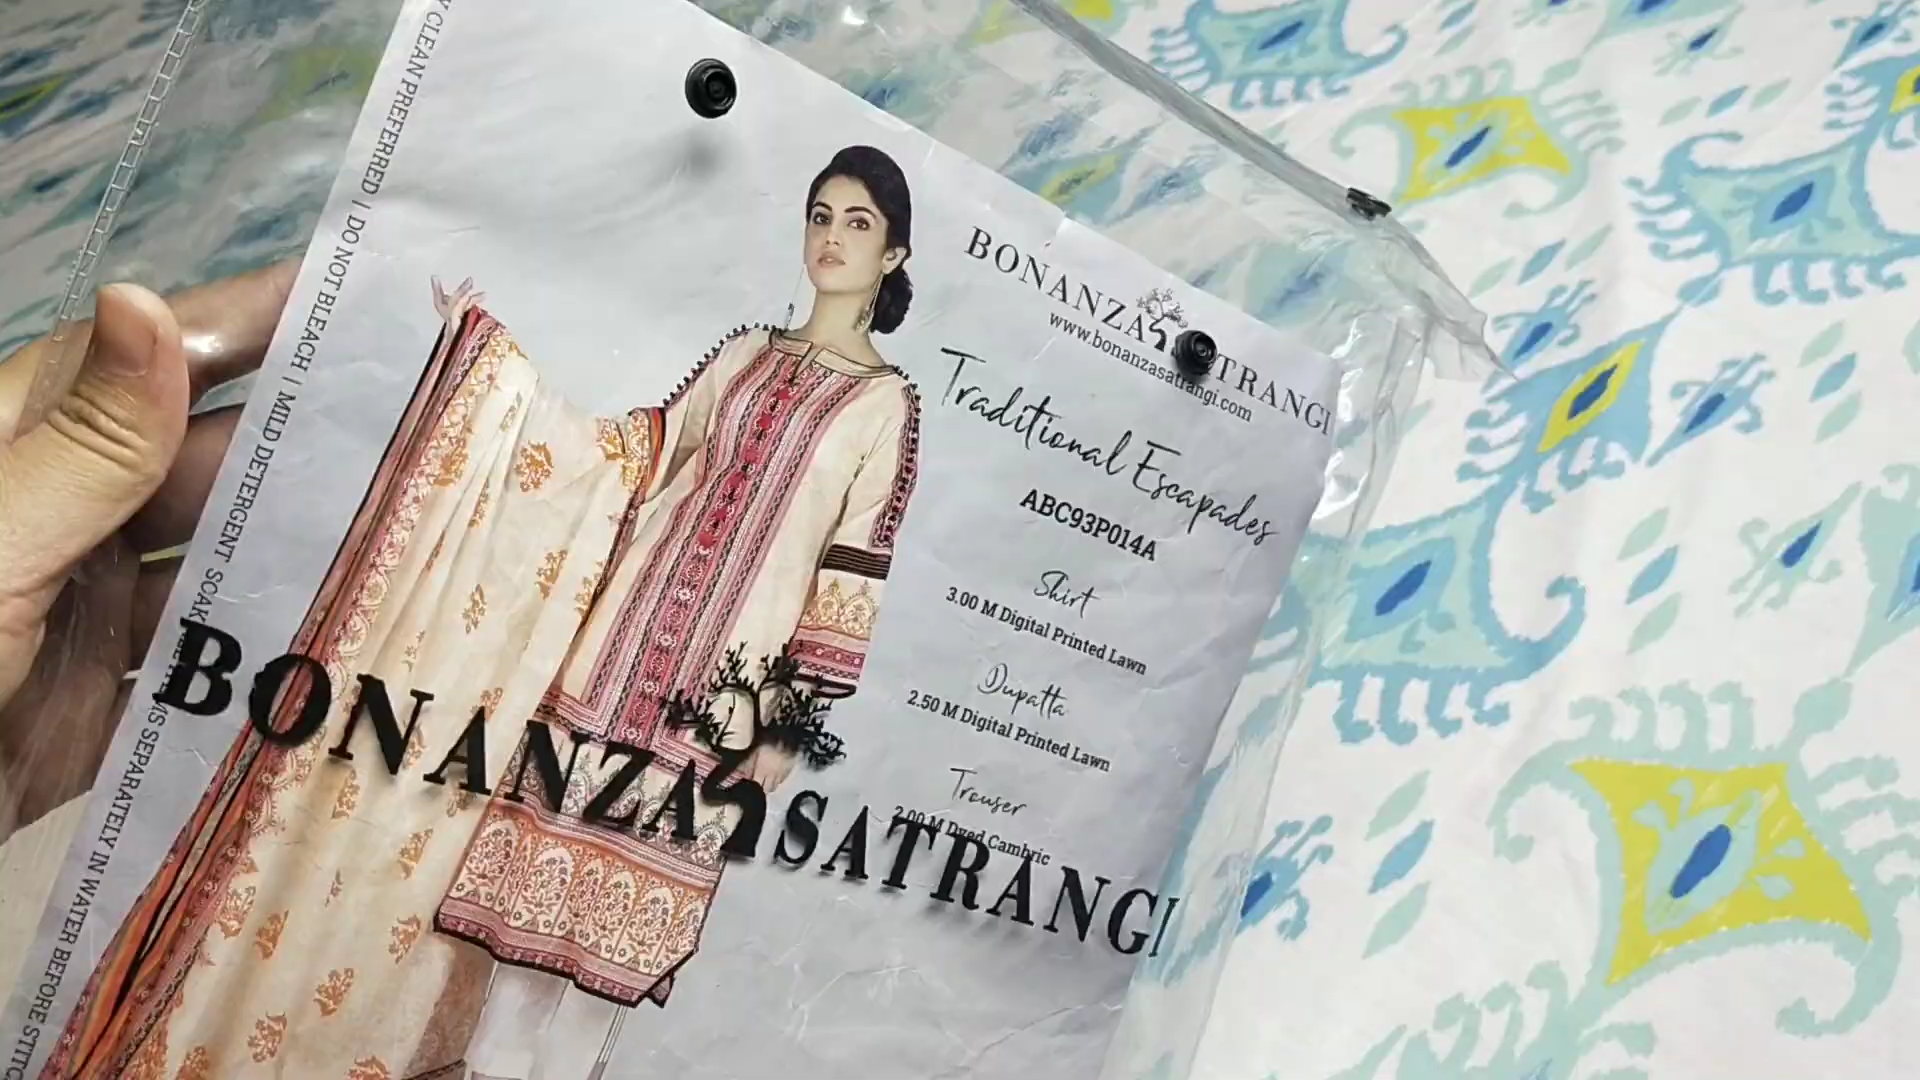 BONANZA SATRANGI
www.bonanzasatrangi.com
Traditional Escapades
ABC93P014A
Shirt
3.00 M Digital Printed Lawn
Dupatta
2.50 M Digital Printed Lawn
Trouser
2.00 M Dyed Cambric
BONANZA SATRANGI
CLEAN PREFERRED | DO NOT BLEACH | MILD DETERGENT SOAK SEPARATELY IN WATER BEFORE